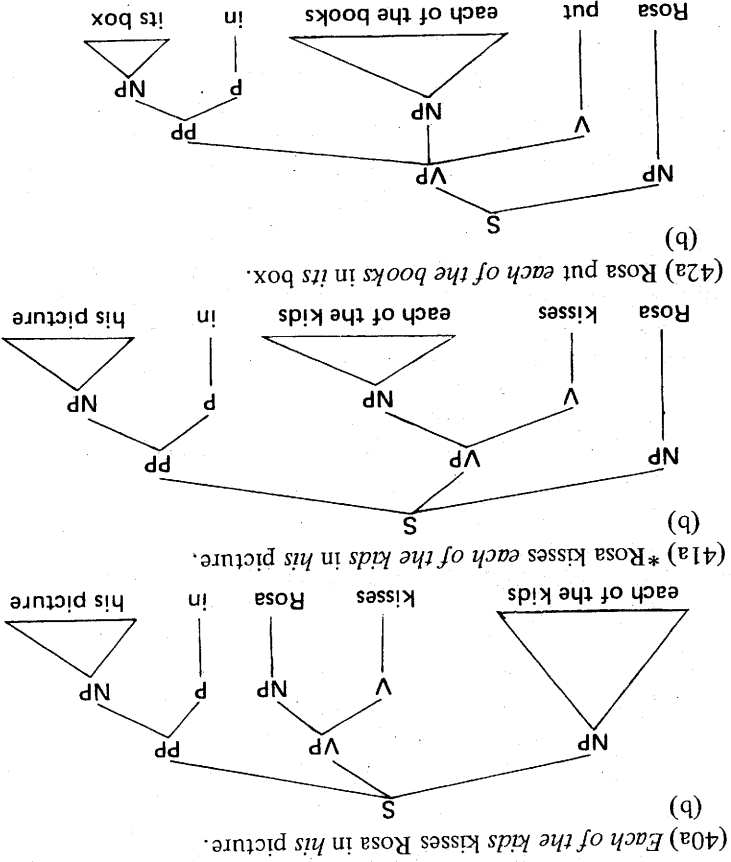 (40a) Each of the kids kisses Rosa in his picture.
(b)
S
NP VP PP
V NP P NP
each of the kids kisses Rosa in his picture
(41a) *Rosa kisses each of the kids in his picture.
(b)
S
NP VP PP
V NP P NP
Rosa kisses each of the kids in his picture
(42a) Rosa put each of the books in its box.
(b)
S
NP VP
V NP PP
P NP
Rosa put each of the books in its box